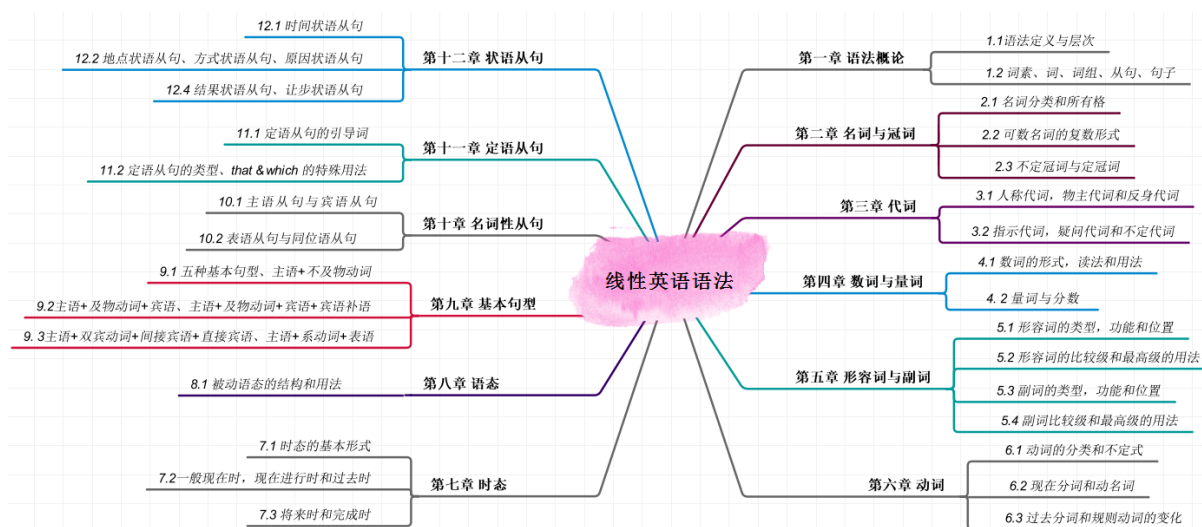 线性英语语法
第一章 语法概论
1.1语法定义与层次
1.2 词素、词、词组、从句、句子
第二章 名词与冠词
2.1 名词分类和所有格
2.2 可数名词的复数形式
2.3 不定冠词与定冠词
第三章 代词
3.1 人称代词，物主代词和反身代词
3.2 指示代词，疑问代词和不定代词
第四章 数词与量词
4.1 数词的形式，读法和用法
4. 2 量词与分数
第五章 形容词与副词
5.1 形容词的类型，功能和位置
5.2 形容词的比较级和最高级的用法
5.3 副词的类型，功能和位置
5.4 副词比较级和最高级的用法
第六章 动词
6.1 动词的分类和不定式
6.2 现在分词和动名词
6.3 过去分词和规则动词的变化
第七章 时态
7.1 时态的基本形式
7.2一般现在时，现在进行时和过去时
7.3 将来时和完成时
第八章 语态
8.1 被动语态的结构和用法
第九章 基本句型
9.1 五种基本句型、主语+不及物动词
9.2主语+及物动词+宾语、主语+及物动词+宾语+宾语补语
9. 3主语+双宾动词+间接宾语+直接宾语、主语+系动词+表语
第十章 名词性从句
10.1 主语从句与宾语从句
10.2 表语从句与同位语从句
第十一章 定语从句
11.1 定语从句的引导词
11.2 定语从句的类型、that＆which 的特殊用法
第十二章 状语从句
12.1 时间状语从句
12.2 地点状语从句、方式状语从句、原因状语从句
12.4 结果状语从句、让步状语从句